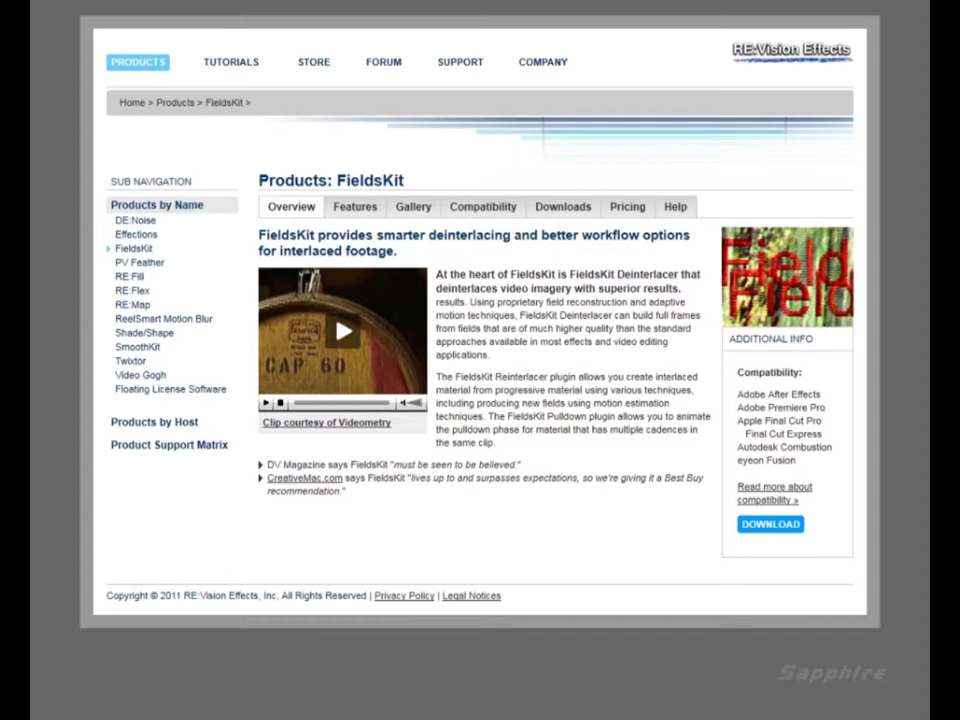 RE:Vision Effects
PRODUCTS TUTORIALS STORE FORUM SUPPORT COMPANY
Home > Products > FieldsKit >
SUB NAVIGATION
Products by Name
DE:Noise
Effections
FieldsKit
PV Feather
RE:Fill
RE:Flex
RE:Map
ReelSmart Motion Blur
Shade/Shape
SmoothKit
Twixtor
Video Gogh
Floating License Software
Products by Host
Product Support Matrix
Products: FieldsKit
Overview Features Gallery Compatibility Downloads Pricing Help
FieldsKit provides smarter deinterlacing and better workflow options
for interlaced footage.
CAP 60
Clip courtesy of Videometry
At the heart of FieldsKit is FieldsKit Deinterlacer that
deinterlaces video imagery with superior results.
results. Using proprietary field reconstruction and adaptive
motion techniques, FieldsKit Deinterlacer can build full frames
from fields that are of much higher quality than the standard
approaches available in most effects and video editing
applications.
The FieldsKit Reinterlacer plugin allows you create interlaced
material from progressive material using various techniques,
including producing new fields using motion estimation
techniques. The FieldsKit Pulldown plugin allows you to animate
the pulldown phase for material that has multiple cadences in
the same clip.
DV Magazine says FieldsKit "must be seen to be believed."
CreativeMac.com says FieldsKit "lives up to and surpasses expectations, so we're giving it a Best Buy
recommendation."
Field
Field
ADDITIONAL INFO
Compatibility:
Adobe After Effects
Adobe Premiere Pro
Apple Final Cut Pro
Final Cut Express
Autodesk Combustion
eyeon Fusion
Read more about
compatibility »
DOWNLOAD
Copyright © 2011 RE:Vision Effects, Inc, All Rights Reserved | Privacy Policy | Legal Notices
Sapphire